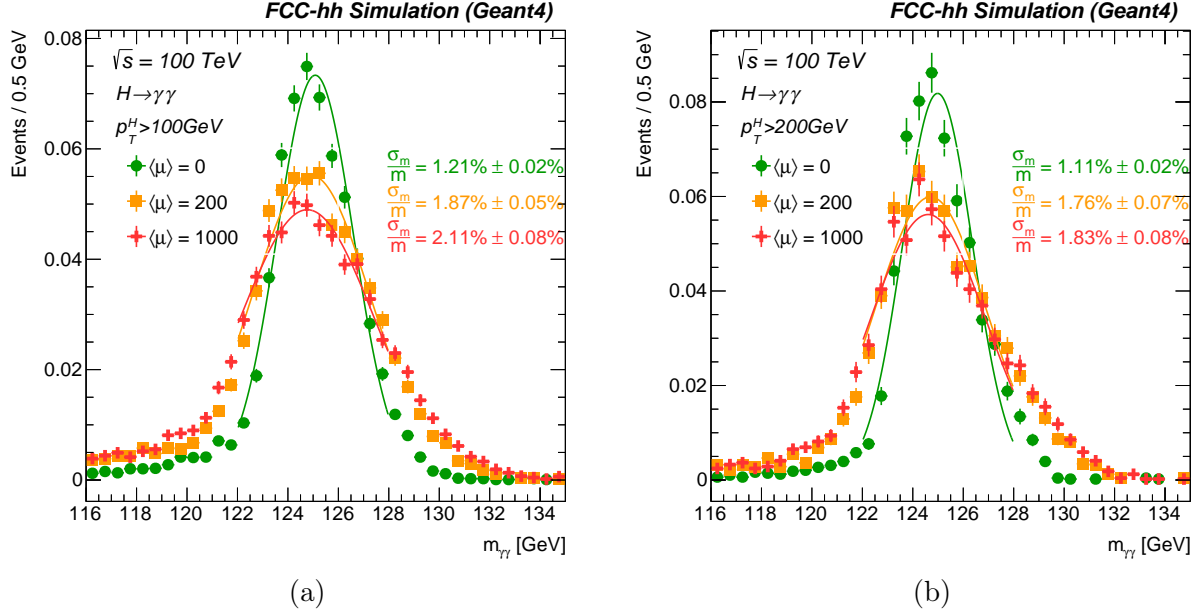 FCC-hh Simulation (Geant4)
Events / 0.5 GeV
0.08
0.06
0.04
0.02
0
√s = 100 TeV
H→γγ
p_T^H>100GeV
⟨μ⟩ = 0
⟨μ⟩ = 200
⟨μ⟩ = 1000
σ_m/m = 1.21% ± 0.02%
σ_m/m = 1.87% ± 0.05%
σ_m/m = 2.11% ± 0.08%
116 118 120 122 124 126 128 130 132 134
m_γγ [GeV]
(a)
FCC-hh Simulation (Geant4)
Events / 0.5 GeV
0.08
0.06
0.04
0.02
0
√s = 100 TeV
H→γγ
p_T^H>200GeV
⟨μ⟩ = 0
⟨μ⟩ = 200
⟨μ⟩ = 1000
σ_m/m = 1.11% ± 0.02%
σ_m/m = 1.76% ± 0.07%
σ_m/m = 1.83% ± 0.08%
116 118 120 122 124 126 128 130 132 134
m_γγ [GeV]
(b)